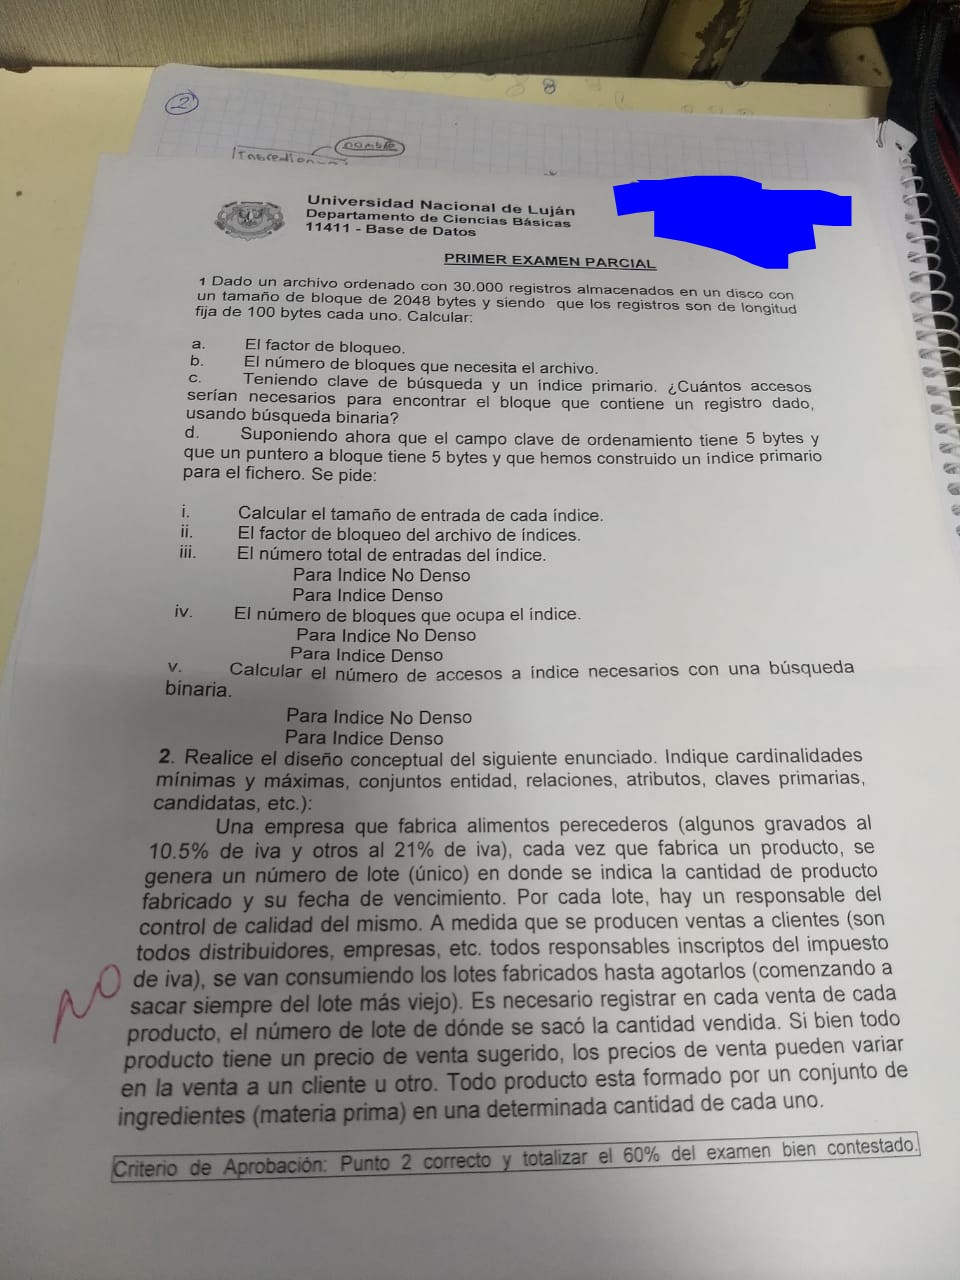 2
nombre
Universidad Nacional de Luján
Departamento de Ciencias Básicas
11411 - Base de Datos
PRIMER EXAMEN PARCIAL
1 Dado un archivo ordenado con 30.000 registros almacenados en un disco con
un tamaño de bloque de 2048 bytes y siendo que los registros son de longitud
fija de 100 bytes cada uno. Calcular:
a. El factor de bloqueo.
b. El número de bloques que necesita el archivo.
c. Teniendo clave de búsqueda y un índice primario. ¿Cuántos accesos
serían necesarios para encontrar el bloque que contiene un registro dado,
usando búsqueda binaria?
d. Suponiendo ahora que el campo clave de ordenamiento tiene 5 bytes y
que un puntero a bloque tiene 5 bytes y que hemos construido un índice primario
para el fichero. Se pide:
i. Calcular el tamaño de entrada de cada índice.
ii. El factor de bloqueo del archivo de índices.
iii. El número total de entradas del índice.
Para Indice No Denso
Para Indice Denso
iv. El número de bloques que ocupa el índice.
Para Indice No Denso
Para Indice Denso
v. Calcular el número de accesos a índice necesarios con una búsqueda
binaria.
Para Indice No Denso
Para Indice Denso
2. Realice el diseño conceptual del siguiente enunciado. Indique cardinalidades
mínimas y máximas, conjuntos entidad, relaciones, atributos, claves primarias,
candidatas, etc.):
Una empresa que fabrica alimentos perecederos (algunos gravados al
10.5% de iva y otros al 21% de iva), cada vez que fabrica un producto, se
genera un número de lote (único) en donde se indica la cantidad de producto
fabricado y su fecha de vencimiento. Por cada lote, hay un responsable del
control de calidad del mismo. A medida que se producen ventas a clientes (son
todos distribuidores, empresas, etc. todos responsables inscriptos del impuesto
de iva), se van consumiendo los lotes fabricados hasta agotarlos (comenzando a
NO
sacar siempre del lote más viejo). Es necesario registrar en cada venta de cada
producto, el número de lote de dónde se sacó la cantidad vendida. Si bien todo
producto tiene un precio de venta sugerido, los precios de venta pueden variar
en la venta a un cliente u otro. Todo producto esta formado por un conjunto de
ingredientes (materia prima) en una determinada cantidad de cada uno.
Criterio de Aprobación: Punto 2 correcto y totalizar el 60% del examen bien contestado.